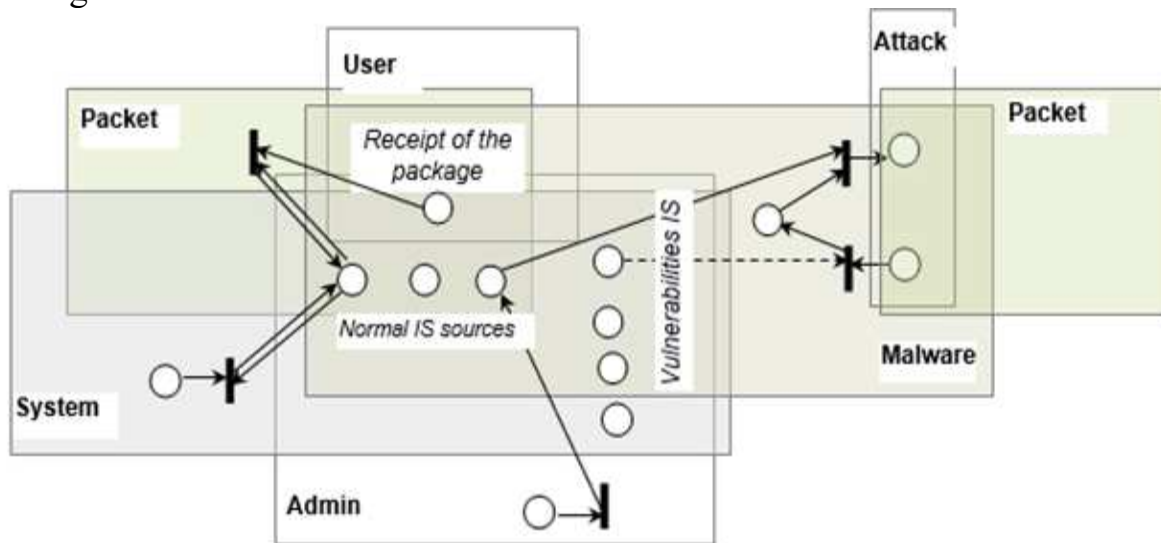 Attack
User
Packet
Packet
Receipt of the
package
Vulnerabilities IS
Normal IS sources
Malware
System
Admin